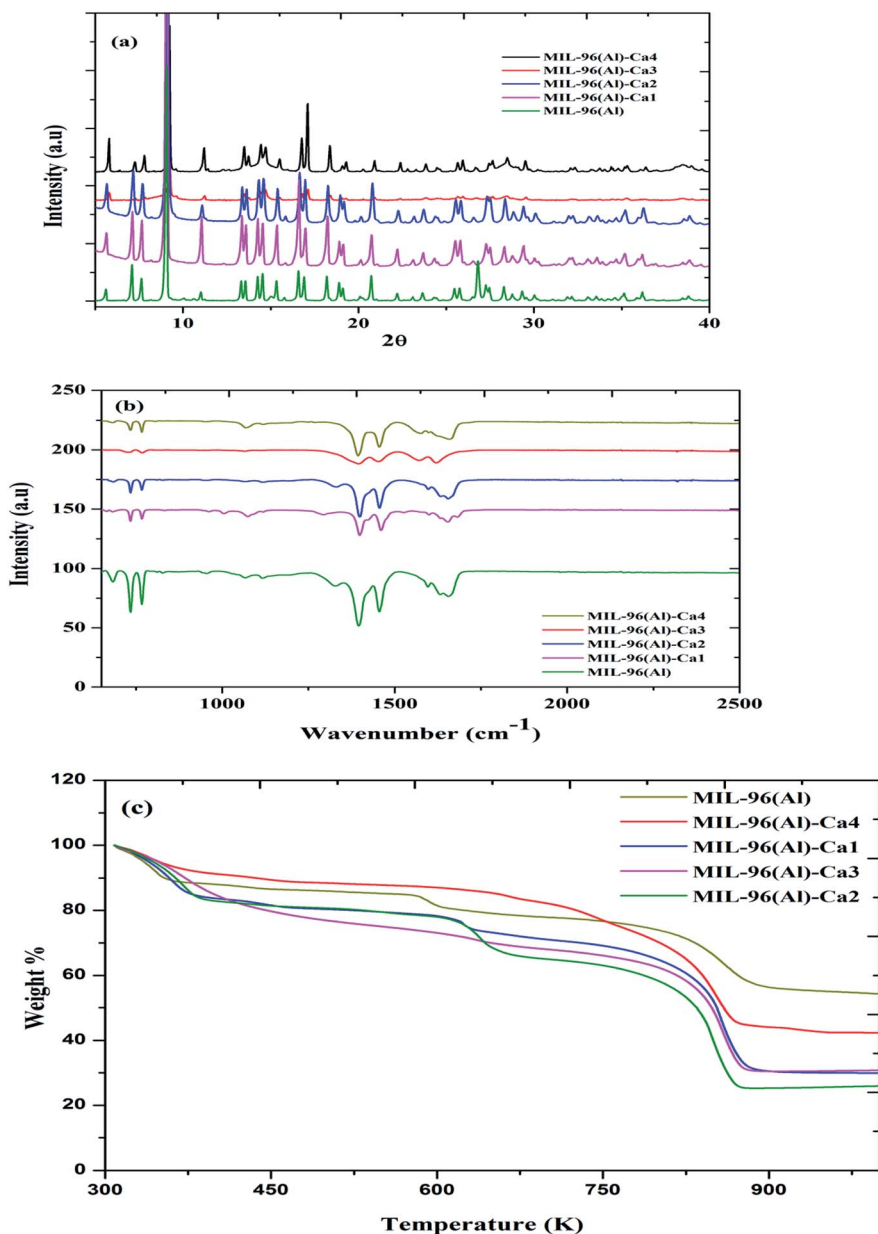 (a)
MIL-96(Al)-Ca4
MIL-96(Al)-Ca3
MIL-96(Al)-Ca2
MIL-96(Al)-Ca1
MIL-96(Al)
Intensity (a.u)
10 20 30 40
2θ
(b)
250
200
150
100
50
0
Intensity (a.u)
MIL-96(Al)-Ca4
MIL-96(Al)-Ca3
MIL-96(Al)-Ca2
MIL-96(Al)-Ca1
MIL-96(Al)
1000 1500 2000 2500
Wavenumber (cm⁻¹)
(c)
120
100
80
60
40
20
0
Weight %
MIL-96(Al)
MIL-96(Al)-Ca4
MIL-96(Al)-Ca1
MIL-96(Al)-Ca3
MIL-96(Al)-Ca2
300 450 600 750 900
Temperature (K)